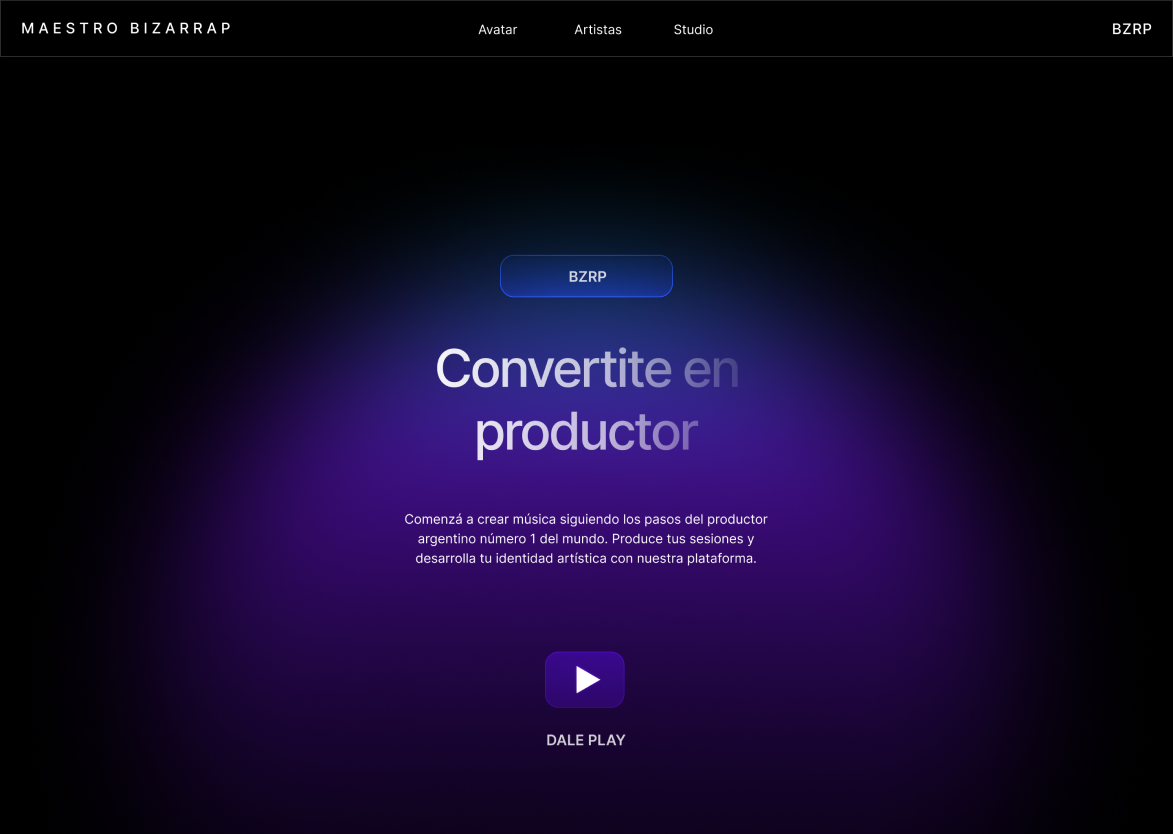 MAESTRO BIZARRAP
Avatar
Artistas
Studio
BZRP
BZRP
Convertite en
productor
Comenzá a crear música siguiendo los pasos del productor
argentino número 1 del mundo. Produce tus sesiones y
desarrolla tu identidad artística con nuestra plataforma.
DALE PLAY